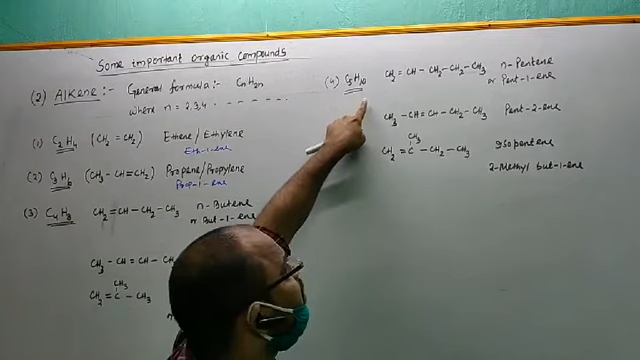 Some important organic compounds
(2) ALKENE :- General formula :- CnH2n
where n = 2,3,4 - - - - - - -
(1) C2H4 (CH2 = CH2) Ethene / Ethylene
Eth-1-ene
(2) C3H6 (CH3 - CH = CH2) Propene / Propylene
Prop-1-ene
(3) C4H8 CH2 = CH - CH2 - CH3 n-Butene
or But-1-ene
CH3 - CH = CH -
CH3
CH2 = C - CH3
(4) C5H10 CH2 = CH - CH2 - CH2 - CH3 n-Pentene
or Pent-1-ene
CH3 - CH = CH - CH2 - CH3 Pent-2-ene
CH3
CH2 = C - CH2 - CH3 Isopentene
2-Methyl but-1-ene